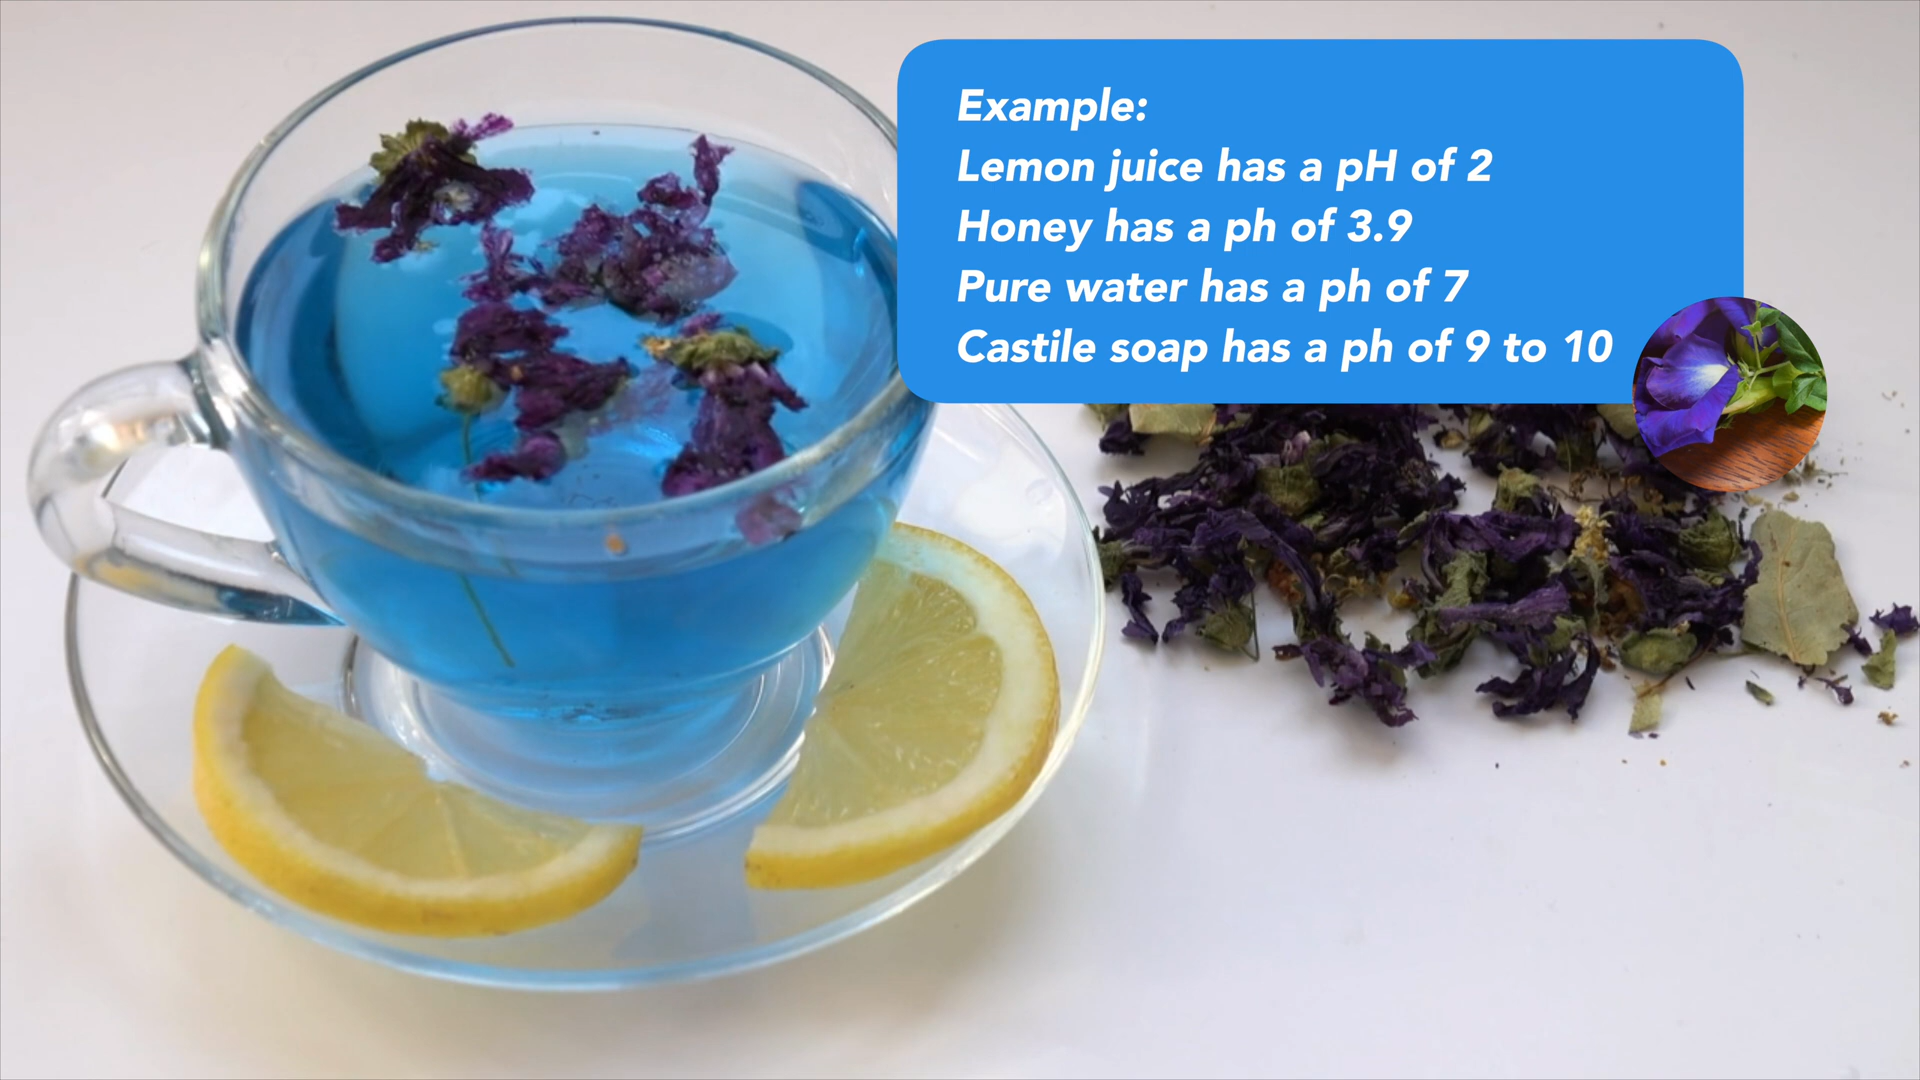 Example:
Lemon juice has a pH of 2
Honey has a ph of 3.9
Pure water has a ph of 7
Castile soap has a ph of 9 to 10